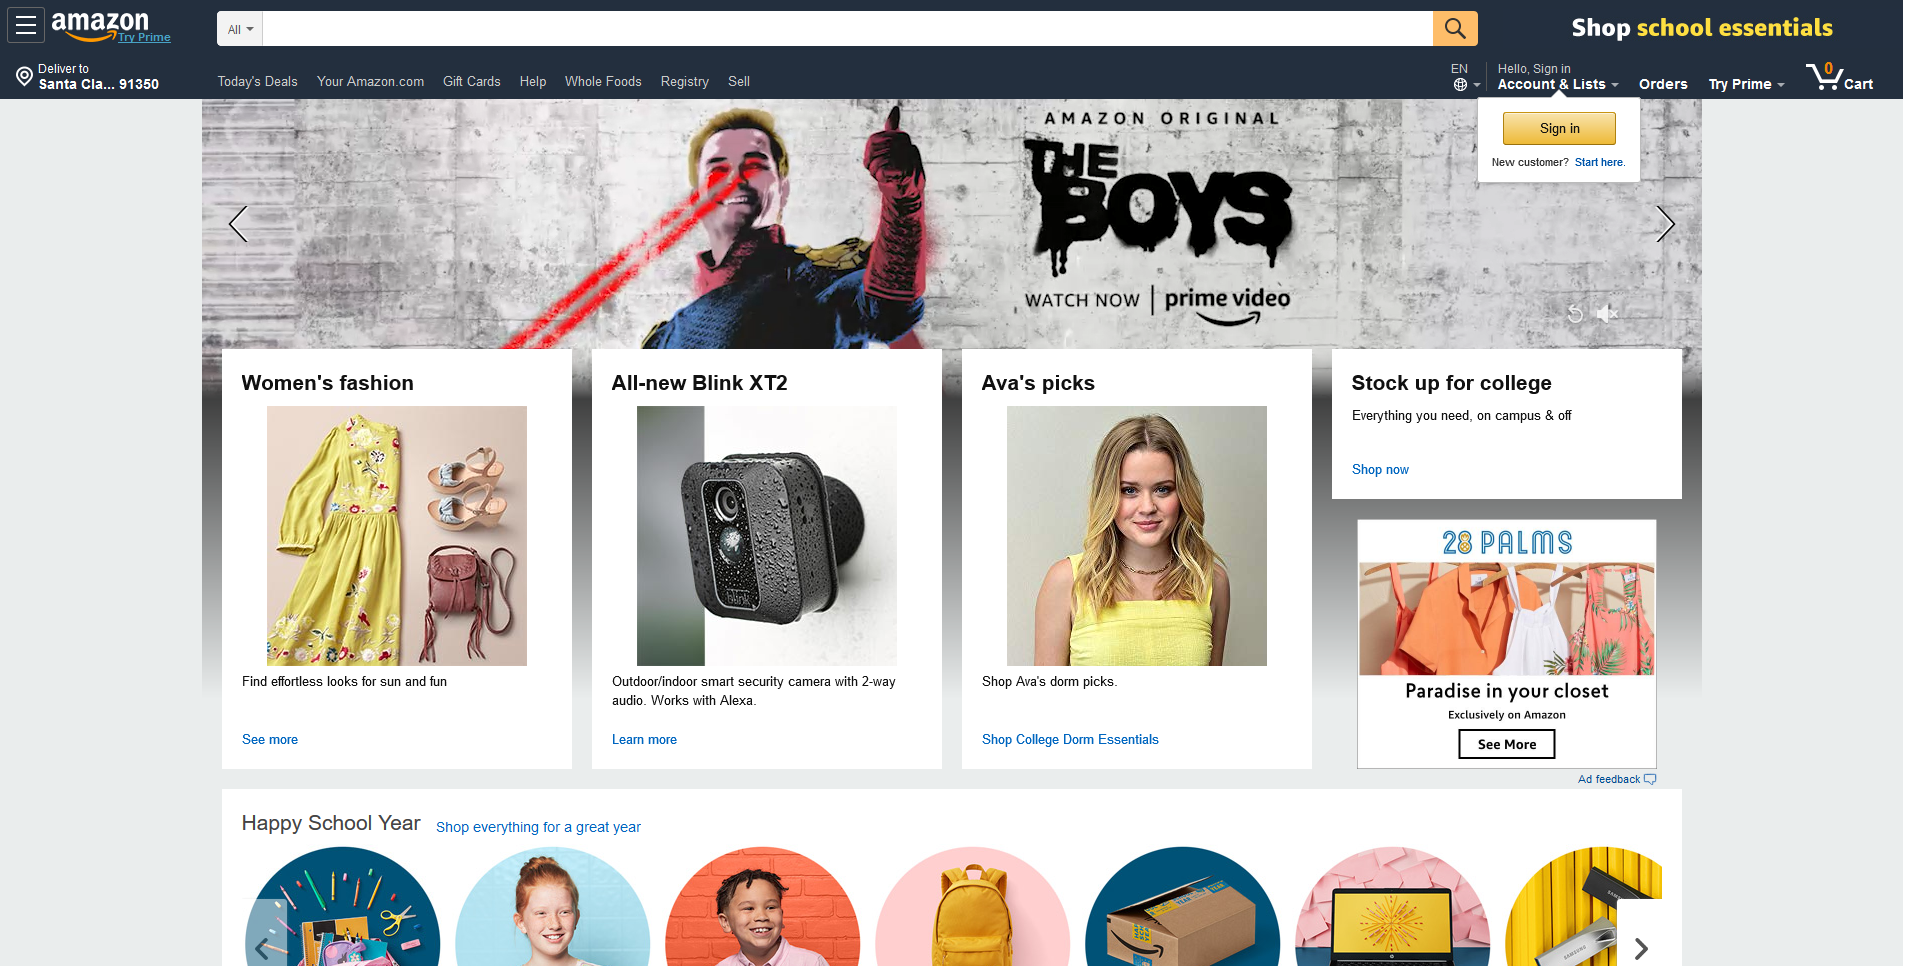 amazon
Try Prime
All
Shop school essentials
Deliver to
Santa Cla... 91350
Today's Deals
Your Amazon.com
Gift Cards
Help
Whole Foods
Registry
Sell
EN
Hello, Sign in
Account & Lists
Orders
Try Prime
0
Cart
Sign in
New customer? Start here.
AMAZON ORIGINAL
THE
BOYS
WATCH NOW | prime video
Women's fashion
Find effortless looks for sun and fun
See more
All-new Blink XT2
blink
Outdoor/indoor smart security camera with 2-way
audio. Works with Alexa.
Learn more
Ava's picks
Shop Ava's dorm picks.
Shop College Dorm Essentials
Stock up for college
Everything you need, on campus & off
Shop now
28 PALMS
Paradise in your closet
Exclusively on Amazon
See More
Ad feedback
Happy School Year
Shop everything for a great year
SAMSUNG
SAMSUNG